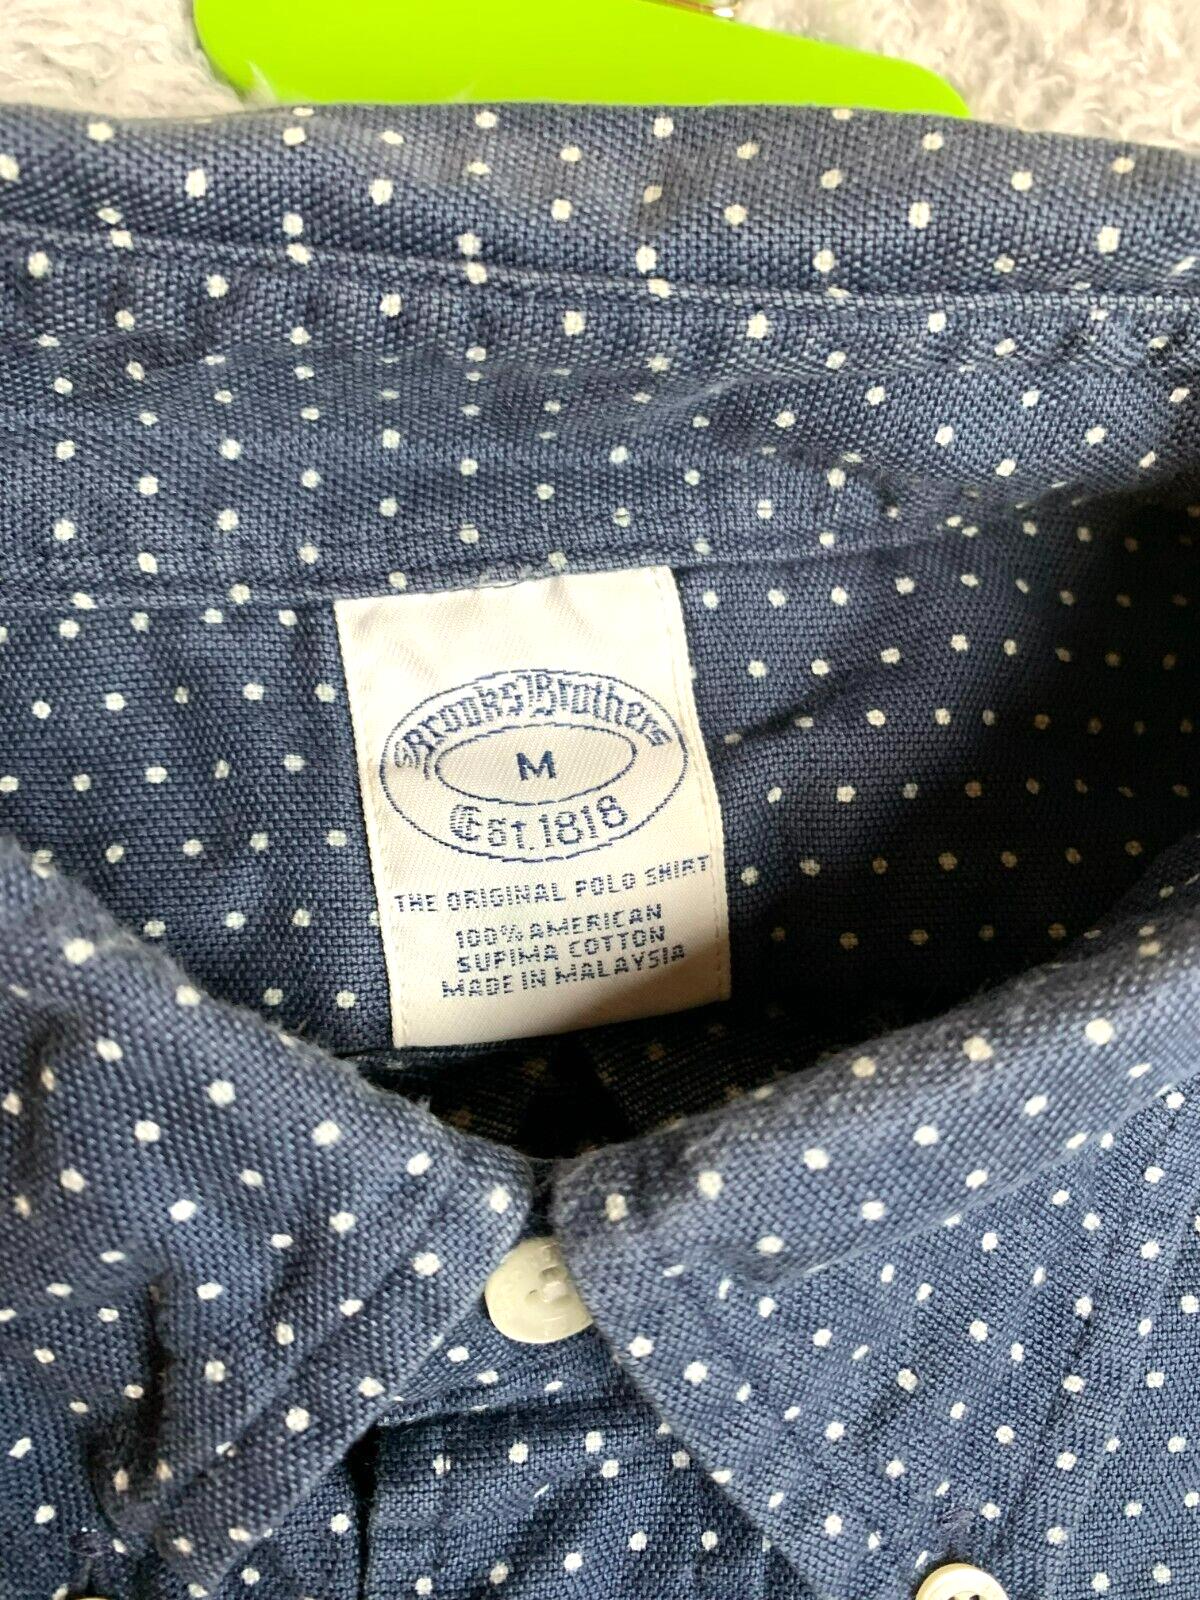 Brooks Brothers
M
Est. 1818
THE ORIGINAL POLO SHIRT
100% AMERICAN
SUPIMA COTTON
MADE IN MALAYSIA